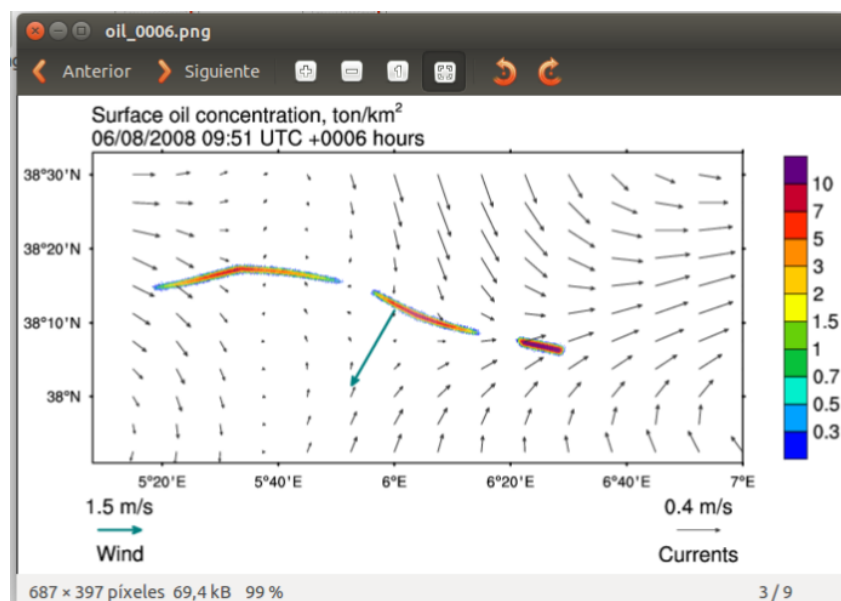 oil_0006.png
Anterior Siguiente
Surface oil concentration, ton/km²
06/08/2008 09:51 UTC +0006 hours
38°30'N
38°20'N
38°10'N
38°N
5°20'E 5°40'E 6°E 6°20'E 6°40'E 7°E
10
7
5
3
2
1.5
1
0.7
0.5
0.3
1.5 m/s
Wind
0.4 m/s
Currents
687 × 397 píxeles 69,4 kB 99 %
3 / 9